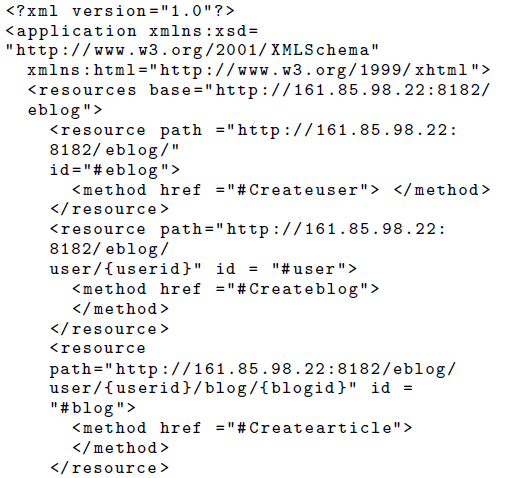 <?xml version="1.0"?>
<application xmlns:xsd=
"http://www.w3.org/2001/XMLSchema"
xmlns:html="http://www.w3.org/1999/xhtml">
<resources base="http://161.85.98.22:8182/
eblog">
<resource path ="http://161.85.98.22:
8182/eblog/"
id="#eblog">
<method href ="#Createuser"> </method>
</resource>
<resource path="http://161.85.98.22:
8182/eblog/
user/{userid}" id = "#user">
<method href ="#Createblog">
</method>
</resource>
<resource
path="http://161.85.98.22:8182/eblog/
user/{userid}/blog/{blogid}" id =
"#blog">
<method href ="#Createarticle">
</method>
</resource>